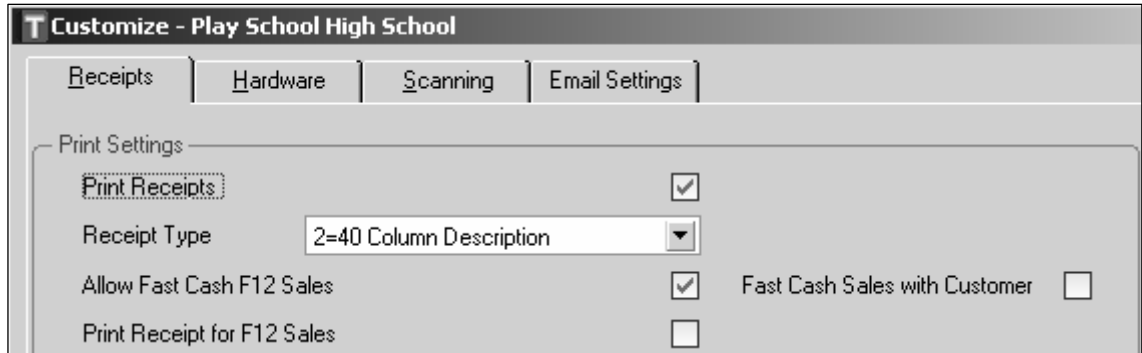 T Customize - Play School High School
Receipts Hardware Scanning Email Settings
Print Settings
Print Receipts
Receipt Type 2=40 Column Description
Allow Fast Cash F12 Sales Fast Cash Sales with Customer
Print Receipt for F12 Sales